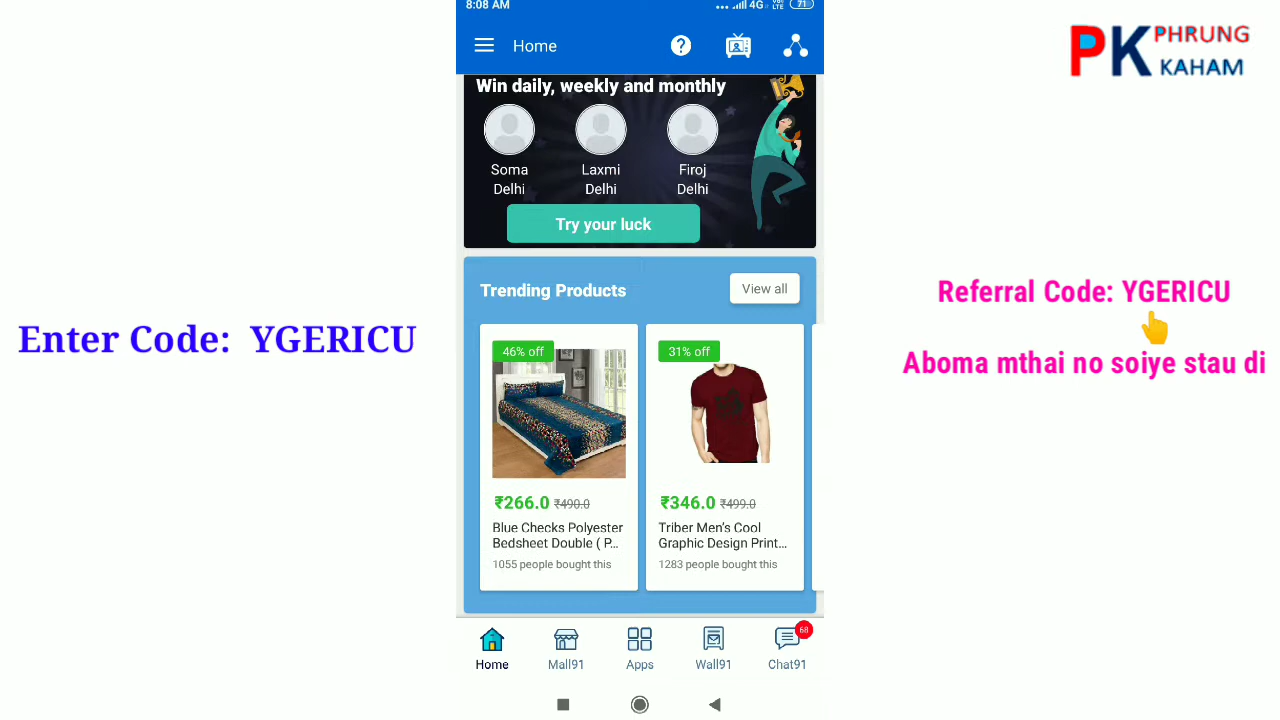 8:08 AM
4G
VoLTE
71
PK PHRUNG KAHAM
Home
Win daily, weekly and monthly
Soma
Delhi
Laxmi
Delhi
Firoj
Delhi
Try your luck
Trending Products
View all
Enter Code: YGERICU
Referral Code: YGERICU
Aboma mthai no soiye stau di
46% off
31% off
₹266.0 ₹490.0
Blue Checks Polyester
Bedsheet Double ( P...
1055 people bought this
₹346.0 ₹499.0
Triber Men's Cool
Graphic Design Print...
1283 people bought this
68
Home
Mall91
Apps
Wall91
Chat91